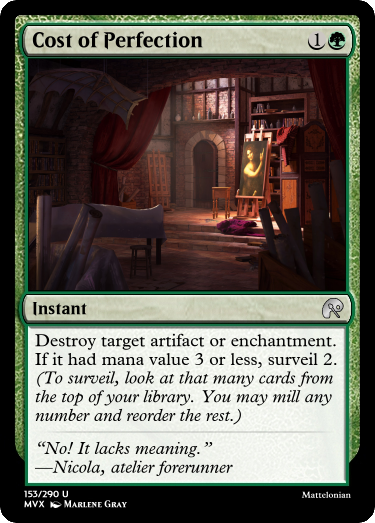 Cost of Perfection
1
Instant
Destroy target artifact or enchantment.
If it had mana value 3 or less, surveil 2.
(To surveil, look at that many cards from
the top of your library. You may mill any
number and reorder the rest.)
“No! It lacks meaning.”
—Nicola, atelier forerunner
153/290 U
MVX Marlene Gray
Mattelonian